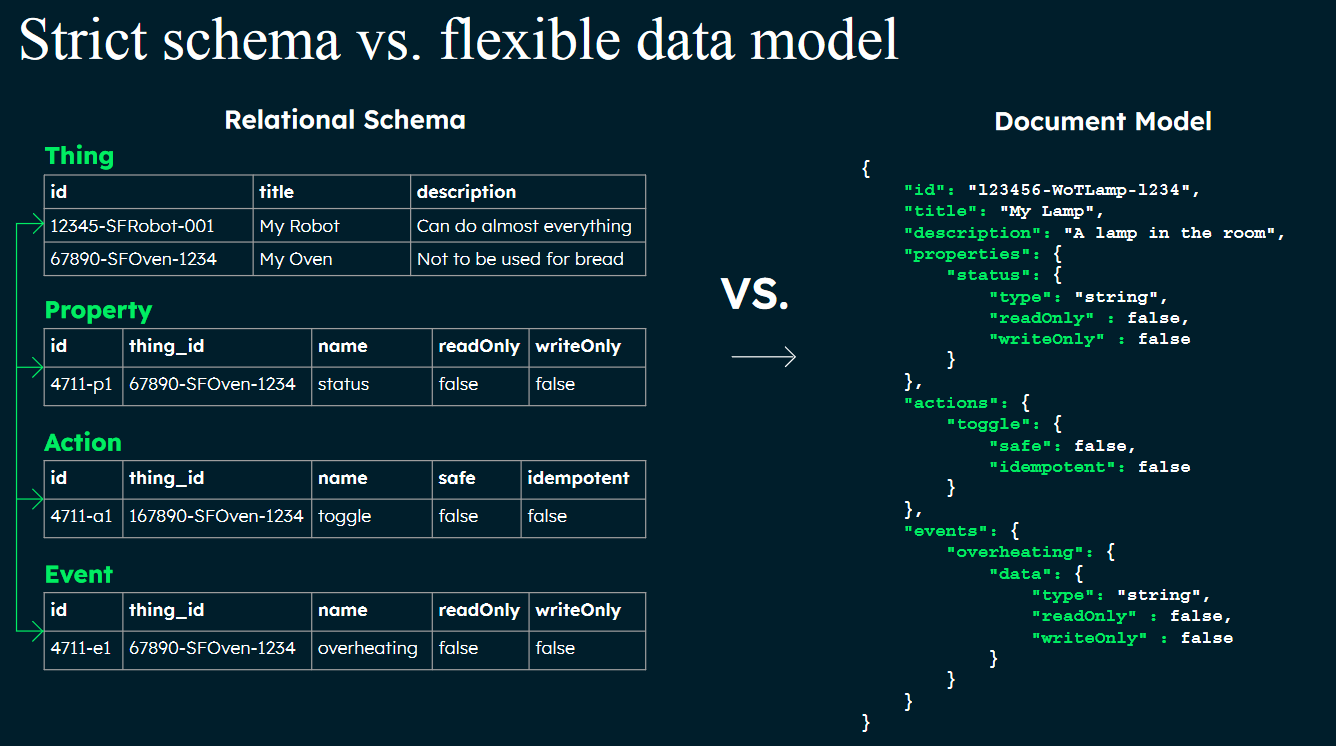 Strict schema vs. flexible data model
Relational Schema
Thing
id title description
12345-SFRobot-001 My Robot Can do almost everything
67890-SFOven-1234 My Oven Not to be used for bread
Property
id thing_id name readOnly writeOnly
4711-p1 67890-SFOven-1234 status false false
Action
id thing_id name safe idempotent
4711-a1 167890-SFOven-1234 toggle false false
Event
id thing_id name readOnly writeOnly
4711-e1 67890-SFOven-1234 overheating false false
VS.
Document Model
{
"id": "l23456-WoTLamp-l234",
"title": "My Lamp",
"description": "A lamp in the room",
"properties": {
"status": {
"type": "string",
"readOnly" : false,
"writeOnly" : false
}
},
"actions": {
"toggle": {
"safe": false,
"idempotent": false
}
},
"events": {
"overheating": {
"data": {
"type": "string",
"readOnly" : false,
"writeOnly" : false
}
}
}
}